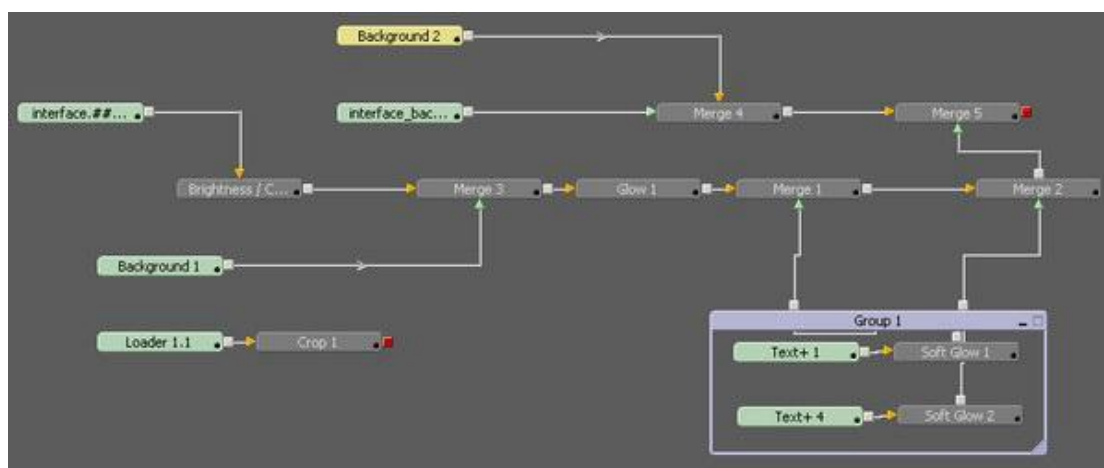 Background 2
interface.##...
interface_bac...
Merge 4
Merge 5
Brightness / C...
Merge 3
Glow 1
Merge 1
Merge 2
Background 1
Group 1
Loader 1.1
Crop 1
Text+ 1
Soft Glow 1
Text+ 4
Soft Glow 2